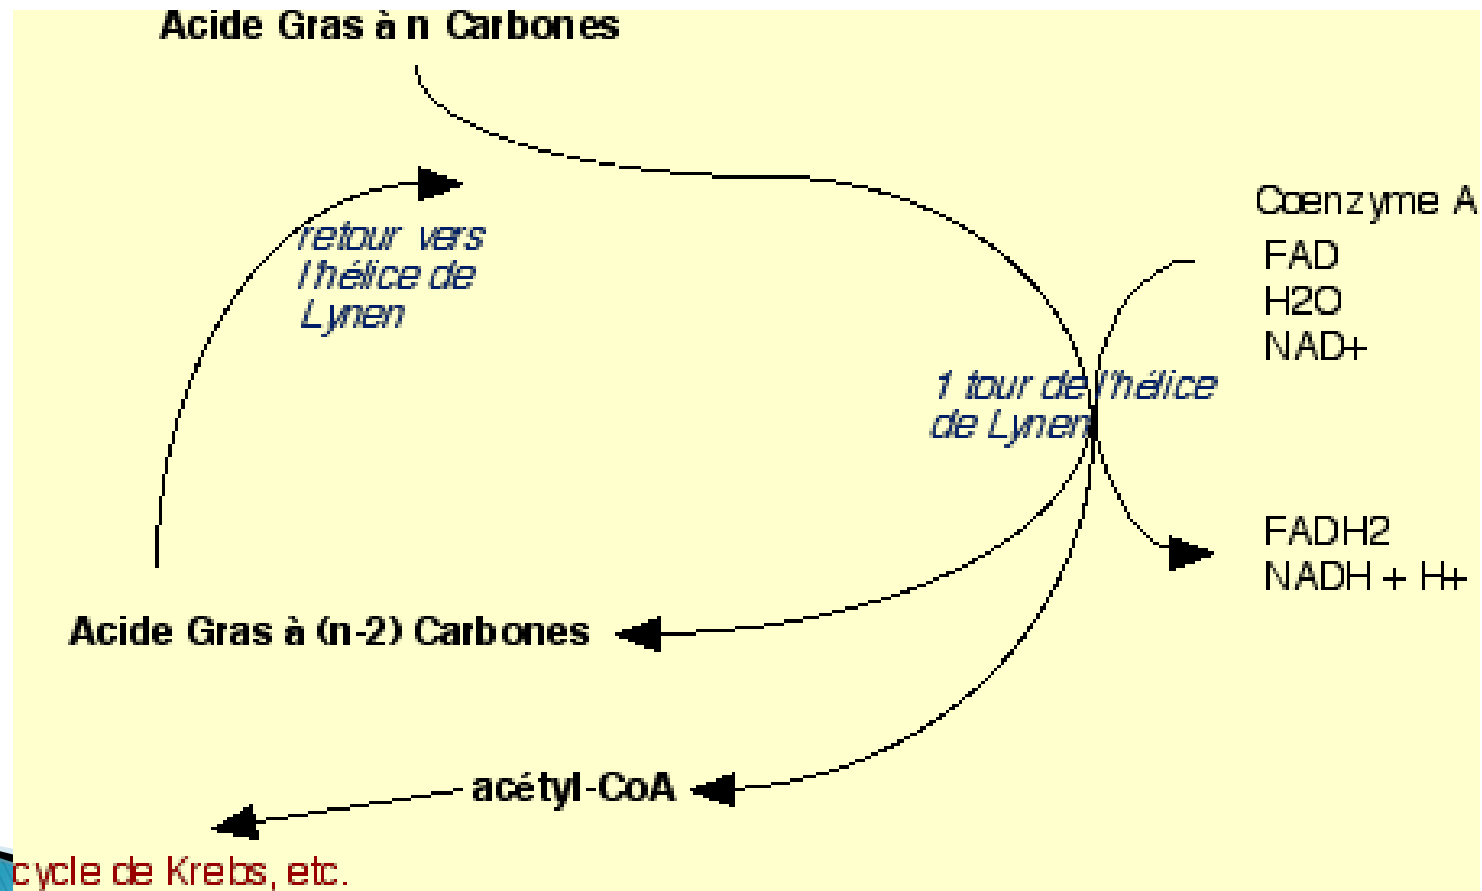 Acide Gras à n Carbones
retour vers
l'hélice de
Lynen
Coenzyme A
FAD
H2O
NAD+
1 tour de l'hélice
de Lynen
FADH2
NADH + H+
Acide Gras à (n-2) Carbones
acétyl-CoA
cycle de Krebs, etc.